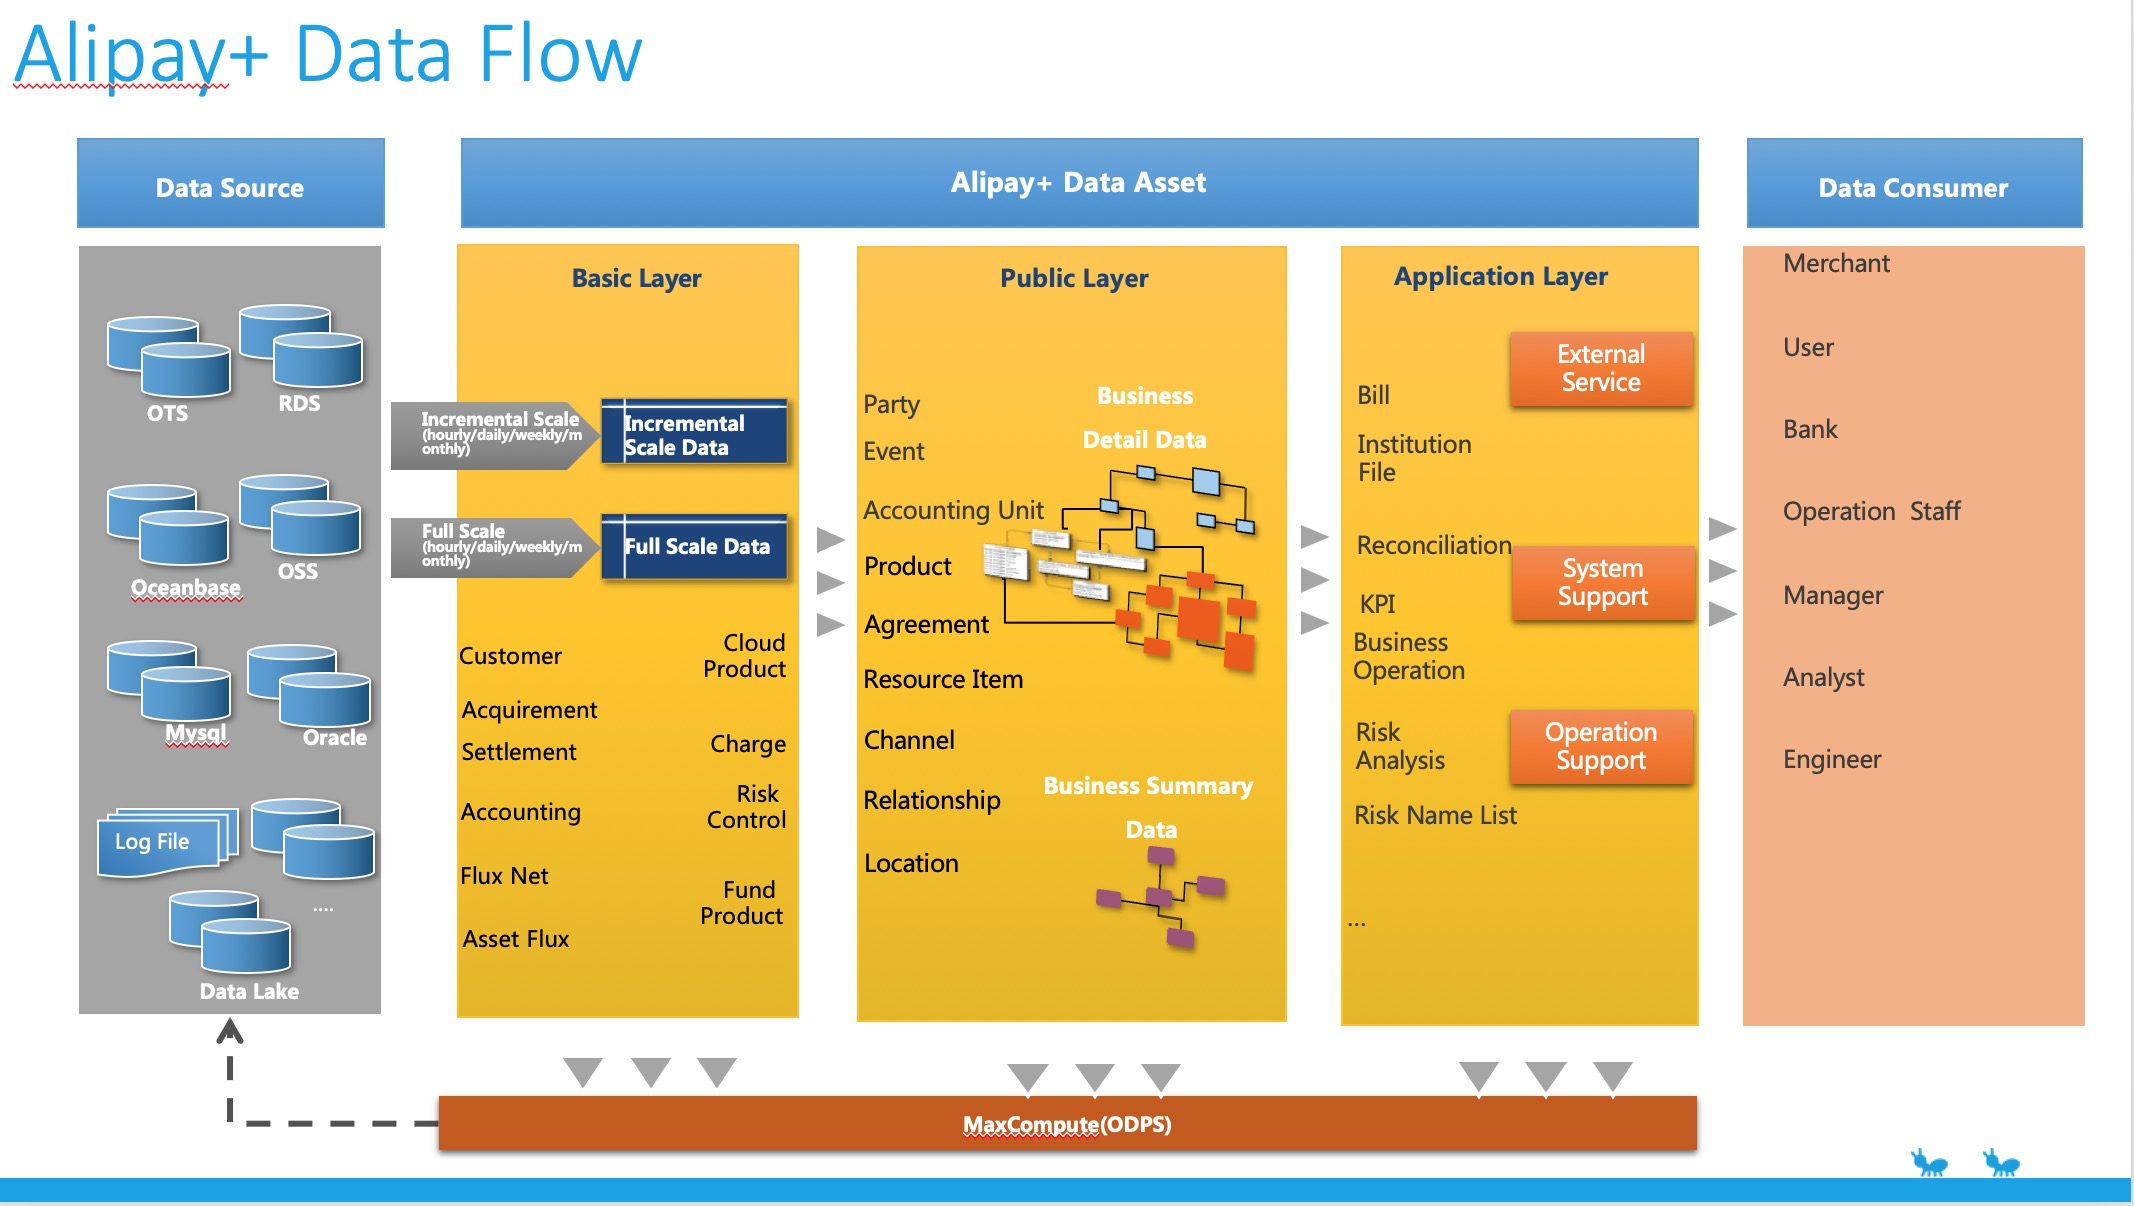 Alipay+ Data Flow
Data Source
Alipay+ Data Asset
Data Consumer
OTS
RDS
Oceanbase
OSS
Mysql
Oracle
Log File
....
Data Lake
Incremental Scale
(hourly/daily/weekly/m
onthly)
Full Scale
(hourly/daily/weekly/m
onthly)
Basic Layer
Incremental
Scale Data
Full Scale Data
Customer
Cloud
Product
Acquirement
Settlement
Charge
Accounting
Risk
Control
Flux Net
Fund
Product
Asset Flux
Public Layer
Party
Event
Accounting Unit
Product
Agreement
Resource Item
Channel
Relationship
Location
Business
Detail Data
Business Summary
Data
Application Layer
External
Service
Bill
Institution
File
Reconciliation
System
Support
KPI
Business
Operation
Risk
Analysis
Operation
Support
Risk Name List
...
Merchant
User
Bank
Operation  Staff
Manager
Analyst
Engineer
MaxCompute(ODPS)